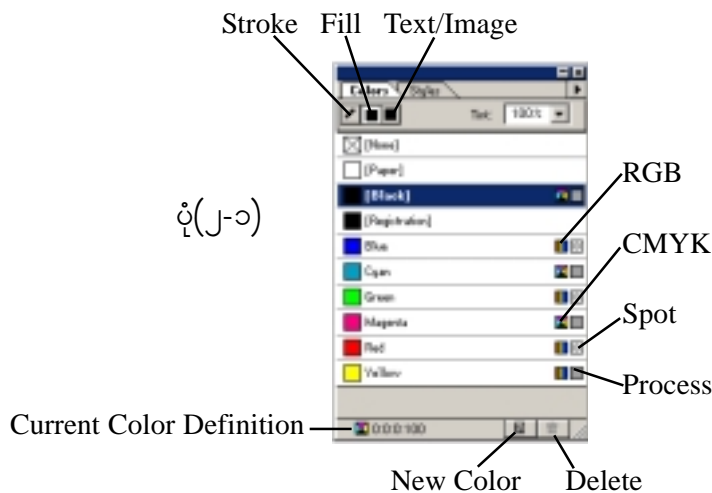 Stroke Fill Text/Image
Colors Styles
Tint: 100%
[None]
[Paper]
[Black]
[Registration]
Blue
Cyan
Green
Magenta
Red
Yellow
0:0:0:100
RGB
CMYK
Spot
Process
ပုံ(၂-၁)
Current Color Definition
New Color Delete